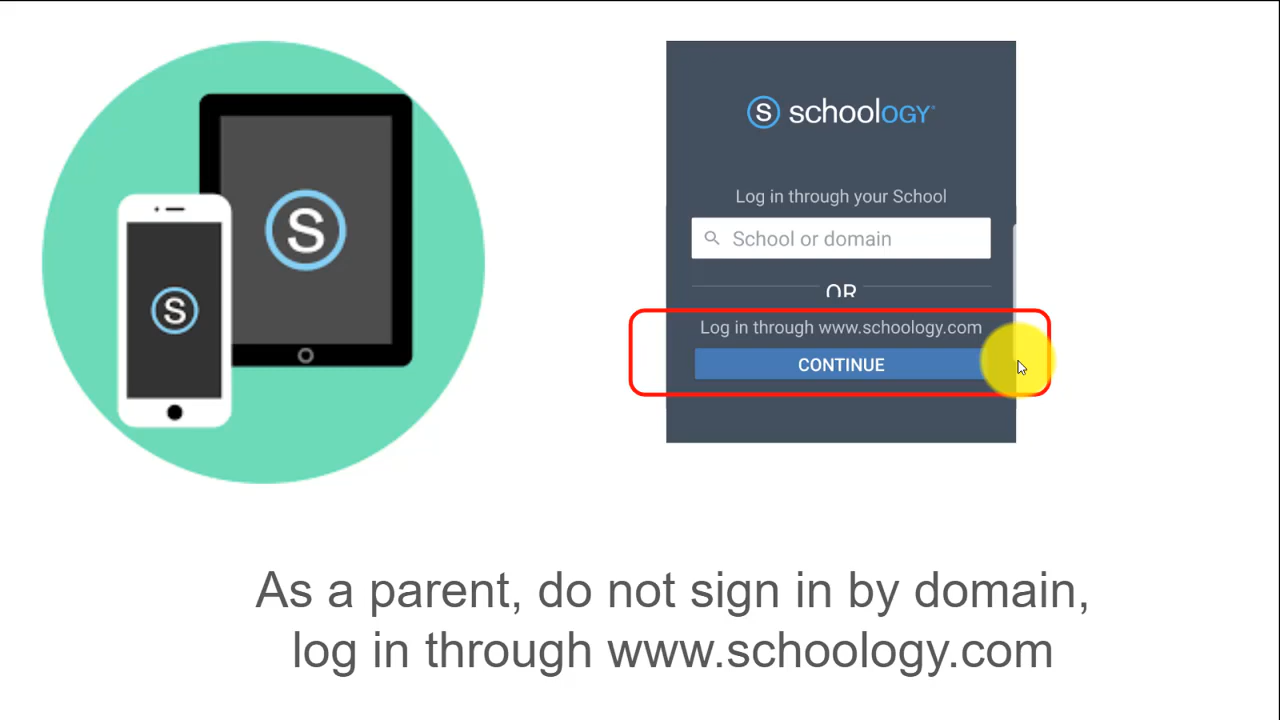 S
S
S schoology
Log in through your School
School or domain
OR
Log in through www.schoology.com
CONTINUE
As a parent, do not sign in by domain,
log in through www.schoology.com